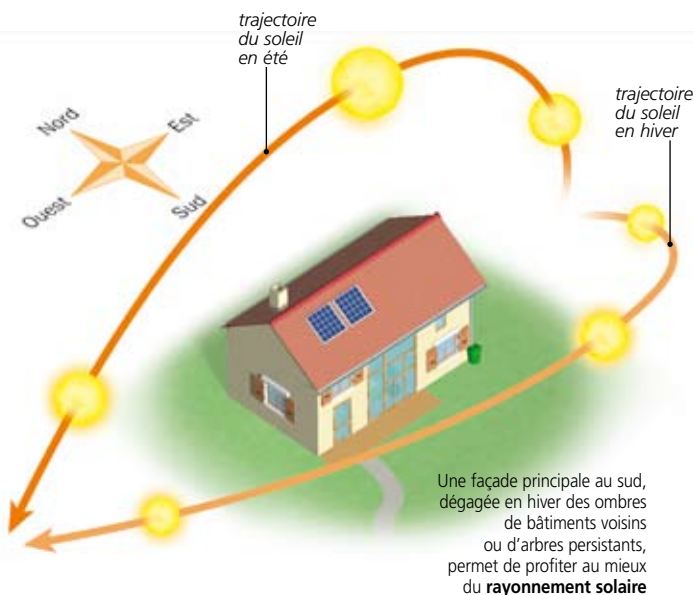 trajectoire
du soleil
en été
trajectoire
du soleil
en hiver
Nord
Est
Ouest
Sud
Une façade principale au sud,
dégagée en hiver des ombres
de bâtiments voisins
ou d'arbres persistants,
permet de profiter au mieux
du rayonnement solaire